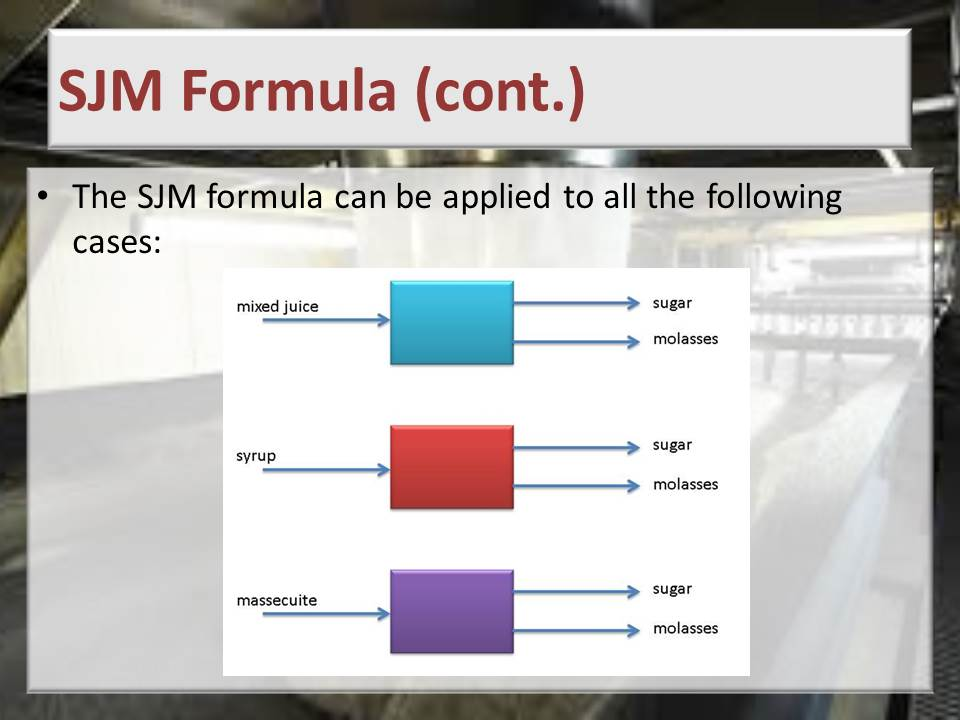 SJM Formula (cont.)
• The SJM formula can be applied to all the following
cases:
mixed juice
sugar
molasses
syrup
sugar
molasses
massecuite
sugar
molasses